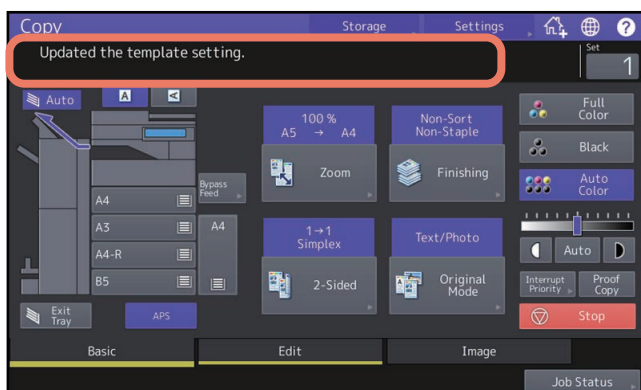 Copy
Storage
Settings
?
Updated the template setting.
Set
1
Auto
A
A
100 %
A5 → A4
Zoom
Non-Sort
Non-Staple
Finishing
Full
Color
Black
Auto
Color
A4
A3
A4-R
B5
Bypass
Feed
A4
1→1
Simplex
2-Sided
Text/Photo
Original
Mode
Auto
Interrupt
Priority
Proof
Copy
Exit
Tray
APS
Stop
Basic
Edit
Image
Job Status